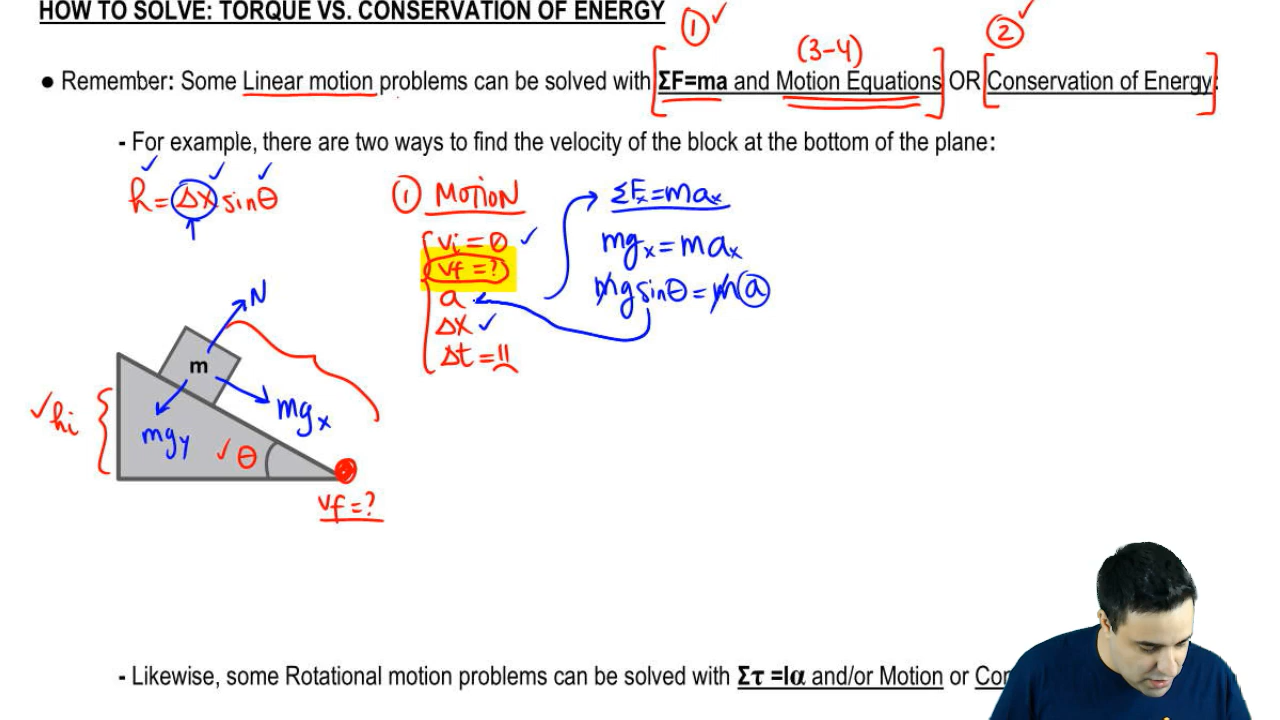 HOW TO SOLVE: TORQUE VS. CONSERVATION OF ENERGY
① ✓
② ✓
(3-4)
● Remember: Some Linear motion problems can be solved with [ΣF=ma and Motion Equations] OR [Conservation of Energy]:
- For example, there are two ways to find the velocity of the block at the bottom of the plane:
h = Δx sinθ
① MOTION
vi = 0 ✓
vf = ?
a
Δx ✓
Δt = !!
ΣFx = max
mgx = max
mg sinθ = ma
N
m
mgx
mgy
✓ hi
✓ θ
vf = ?
- Likewise, some Rotational motion problems can be solved with Στ =Iα and/or Motion or